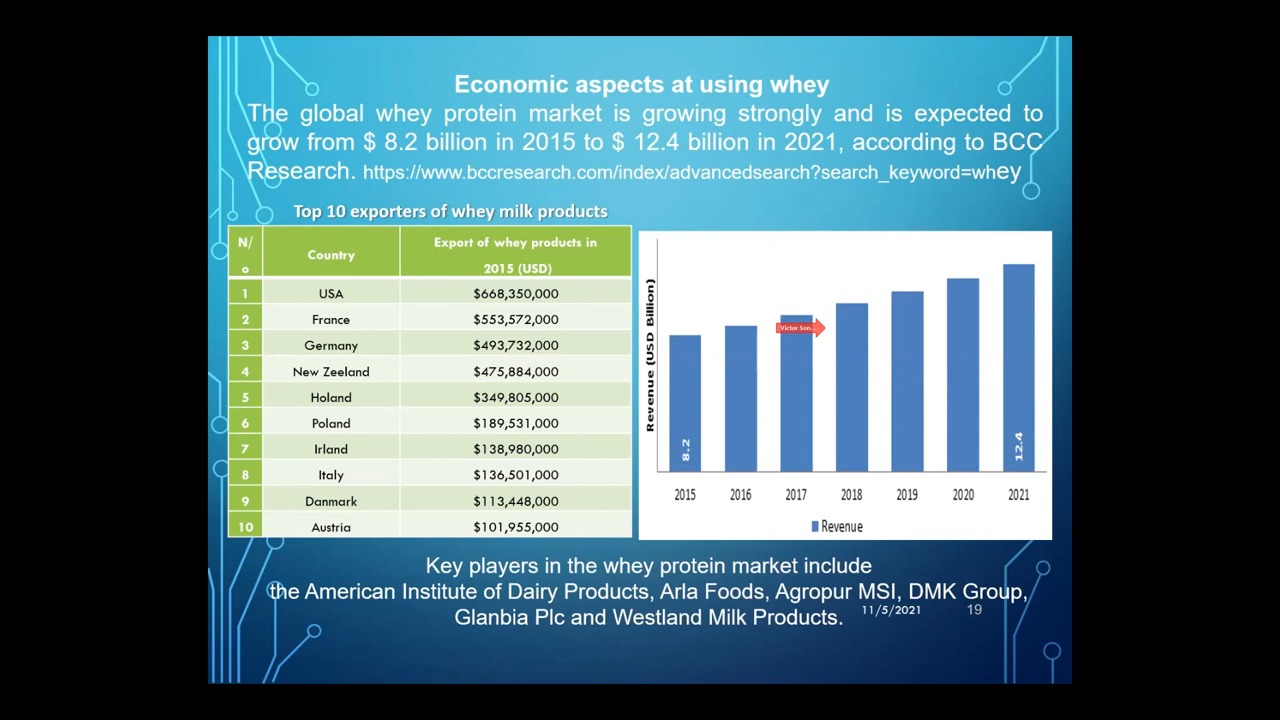 Economic aspects at using whey
The global whey protein market is growing strongly and is expected to
grow from $ 8.2 billion in 2015 to $ 12.4 billion in 2021, according to BCC
Research. https://www.bccresearch.com/index/advancedsearch?search_keyword=whey
Top 10 exporters of whey milk products
N/o Country Export of whey products in 2015 (USD)
1 USA $668,350,000
2 France $553,572,000
3 Germany $493,732,000
4 New Zeeland $475,884,000
5 Holand $349,805,000
6 Poland $189,531,000
7 Irland $138,980,000
8 Italy $136,501,000
9 Danmark $113,448,000
10 Austria $101,955,000
Revenue (USD Billion)
Victor Son...
8.2 12.4
2015 2016 2017 2018 2019 2020 2021
Revenue
Key players in the whey protein market include
the American Institute of Dairy Products, Arla Foods, Agropur MSI, DMK Group,
Glanbia Plc and Westland Milk Products.
11/5/2021 19